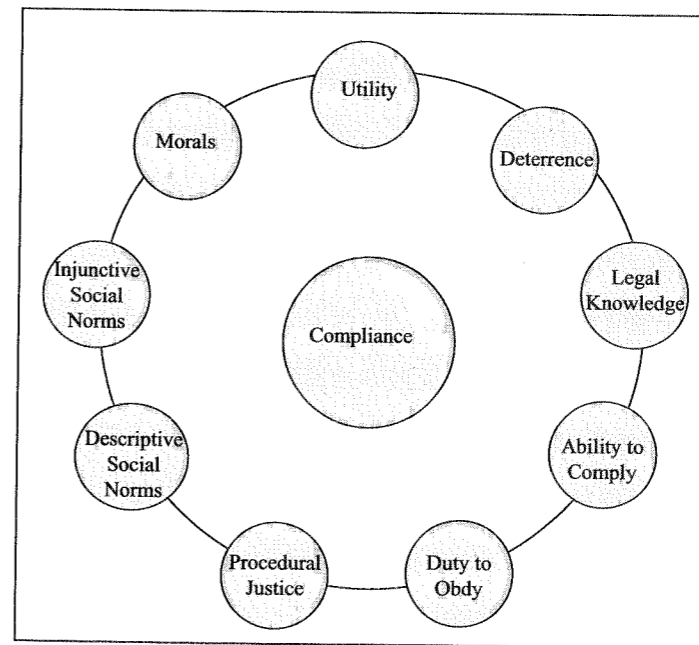 Utility
Morals
Deterrence
Injunctive
Social
Norms
Legal
Knowledge
Compliance
Descriptive
Social
Norms
Ability to
Comply
Procedural
Justice
Duty to
Obdy